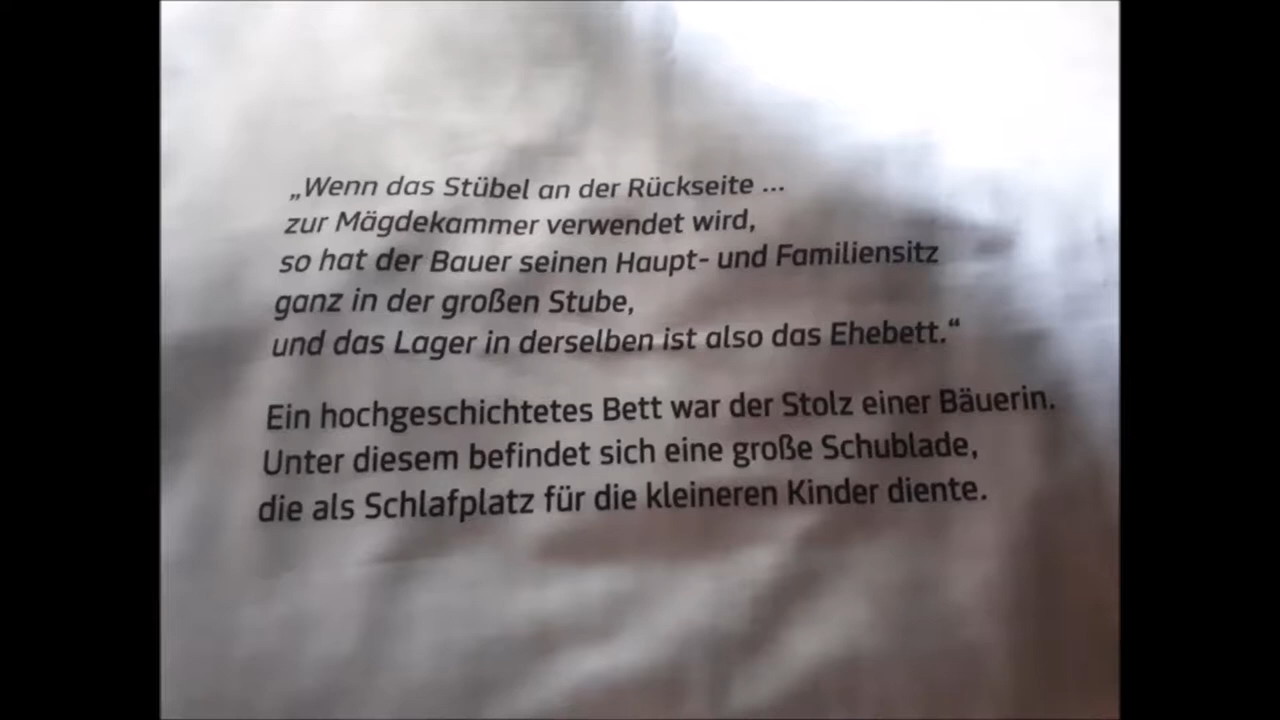 „Wenn das Stübel an der Rückseite ...
zur Mägdekammer verwendet wird,
so hat der Bauer seinen Haupt- und Familiensitz
ganz in der großen Stube,
und das Lager in derselben ist also das Ehebett.“
Ein hochgeschichtetes Bett war der Stolz einer Bäuerin.
Unter diesem befindet sich eine große Schublade,
die als Schlafplatz für die kleineren Kinder diente.